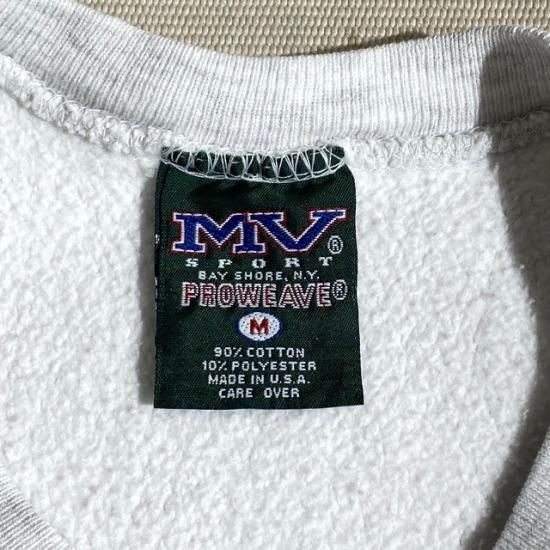 MV®
SPORT
BAY SHORE, N.Y.
PROWEAVE®
M
90% COTTON
10% POLYESTER
MADE IN U.S.A.
CARE OVER